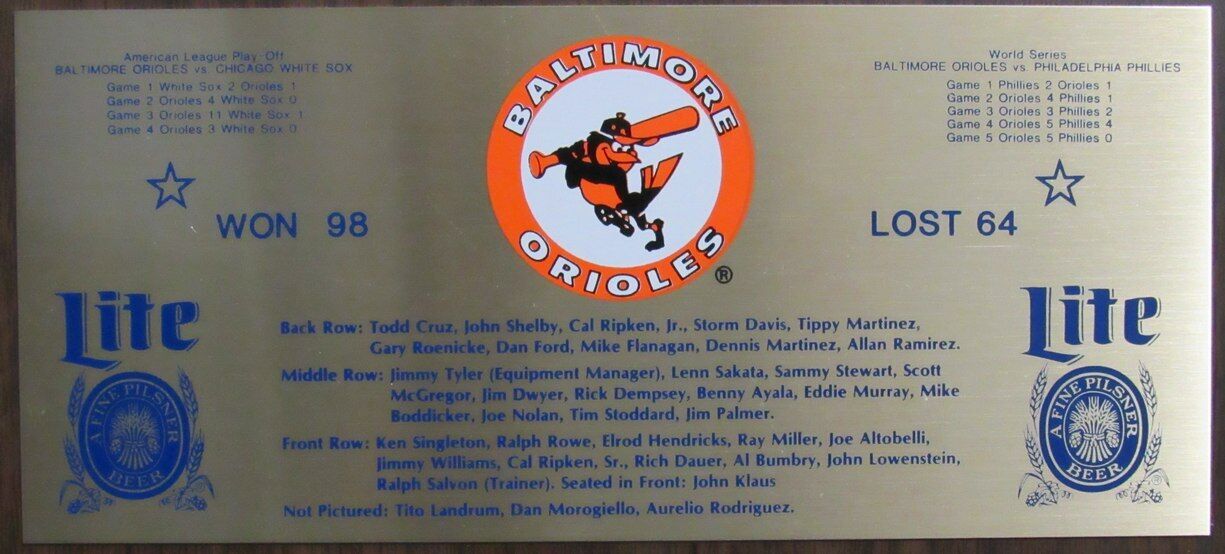 American League Play-Off
BALTIMORE ORIOLES vs. CHICAGO WHITE SOX
Game 1 White Sox 2 Orioles 1
Game 2 Orioles 4 White Sox 0
Game 3 Orioles 11 White Sox 1
Game 4 Orioles 3 White Sox 0
WON 98
BALTIMORE
ORIOLES
®
World Series
BALTIMORE ORIOLES vs. PHILADELPHIA PHILLIES
Game 1 Phillies 2 Orioles 1
Game 2 Orioles 4 Phillies 1
Game 3 Orioles 3 Phillies 2
Game 4 Orioles 5 Phillies 4
Game 5 Orioles 5 Phillies 0
LOST 64
Lite
A FINE PILSNER
BEER
Back Row: Todd Cruz, John Shelby, Cal Ripken, Jr., Storm Davis, Tippy Martinez,
Gary Roenicke, Dan Ford, Mike Flanagan, Dennis Martinez, Allan Ramirez.
Middle Row: Jimmy Tyler (Equipment Manager), Lenn Sakata, Sammy Stewart, Scott
McGregor, Jim Dwyer, Rick Dempsey, Benny Ayala, Eddie Murray, Mike
Boddicker, Joe Nolan, Tim Stoddard, Jim Palmer.
Front Row: Ken Singleton, Ralph Rowe, Elrod Hendricks, Ray Miller, Joe Altobelli,
Jimmy Williams, Cal Ripken, Sr., Rich Dauer, Al Bumbry, John Lowenstein,
Ralph Salvon (Trainer). Seated in Front: John Klaus
Not Pictured: Tito Landrum, Dan Morogiello, Aurelio Rodriguez.
Lite
A FINE PILSNER
BEER
®